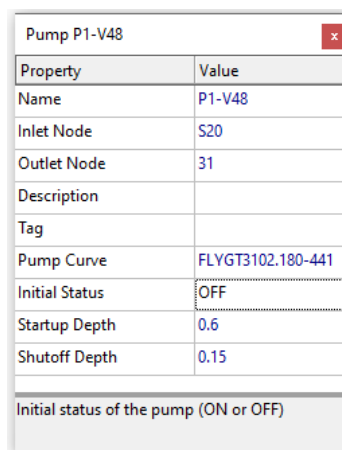 Pump P1-V48
x
Property Value
Name P1-V48
Inlet Node S20
Outlet Node 31
Description
Tag
Pump Curve FLYGT3102.180-441
Initial Status OFF
Startup Depth 0.6
Shutoff Depth 0.15
Initial status of the pump (ON or OFF)